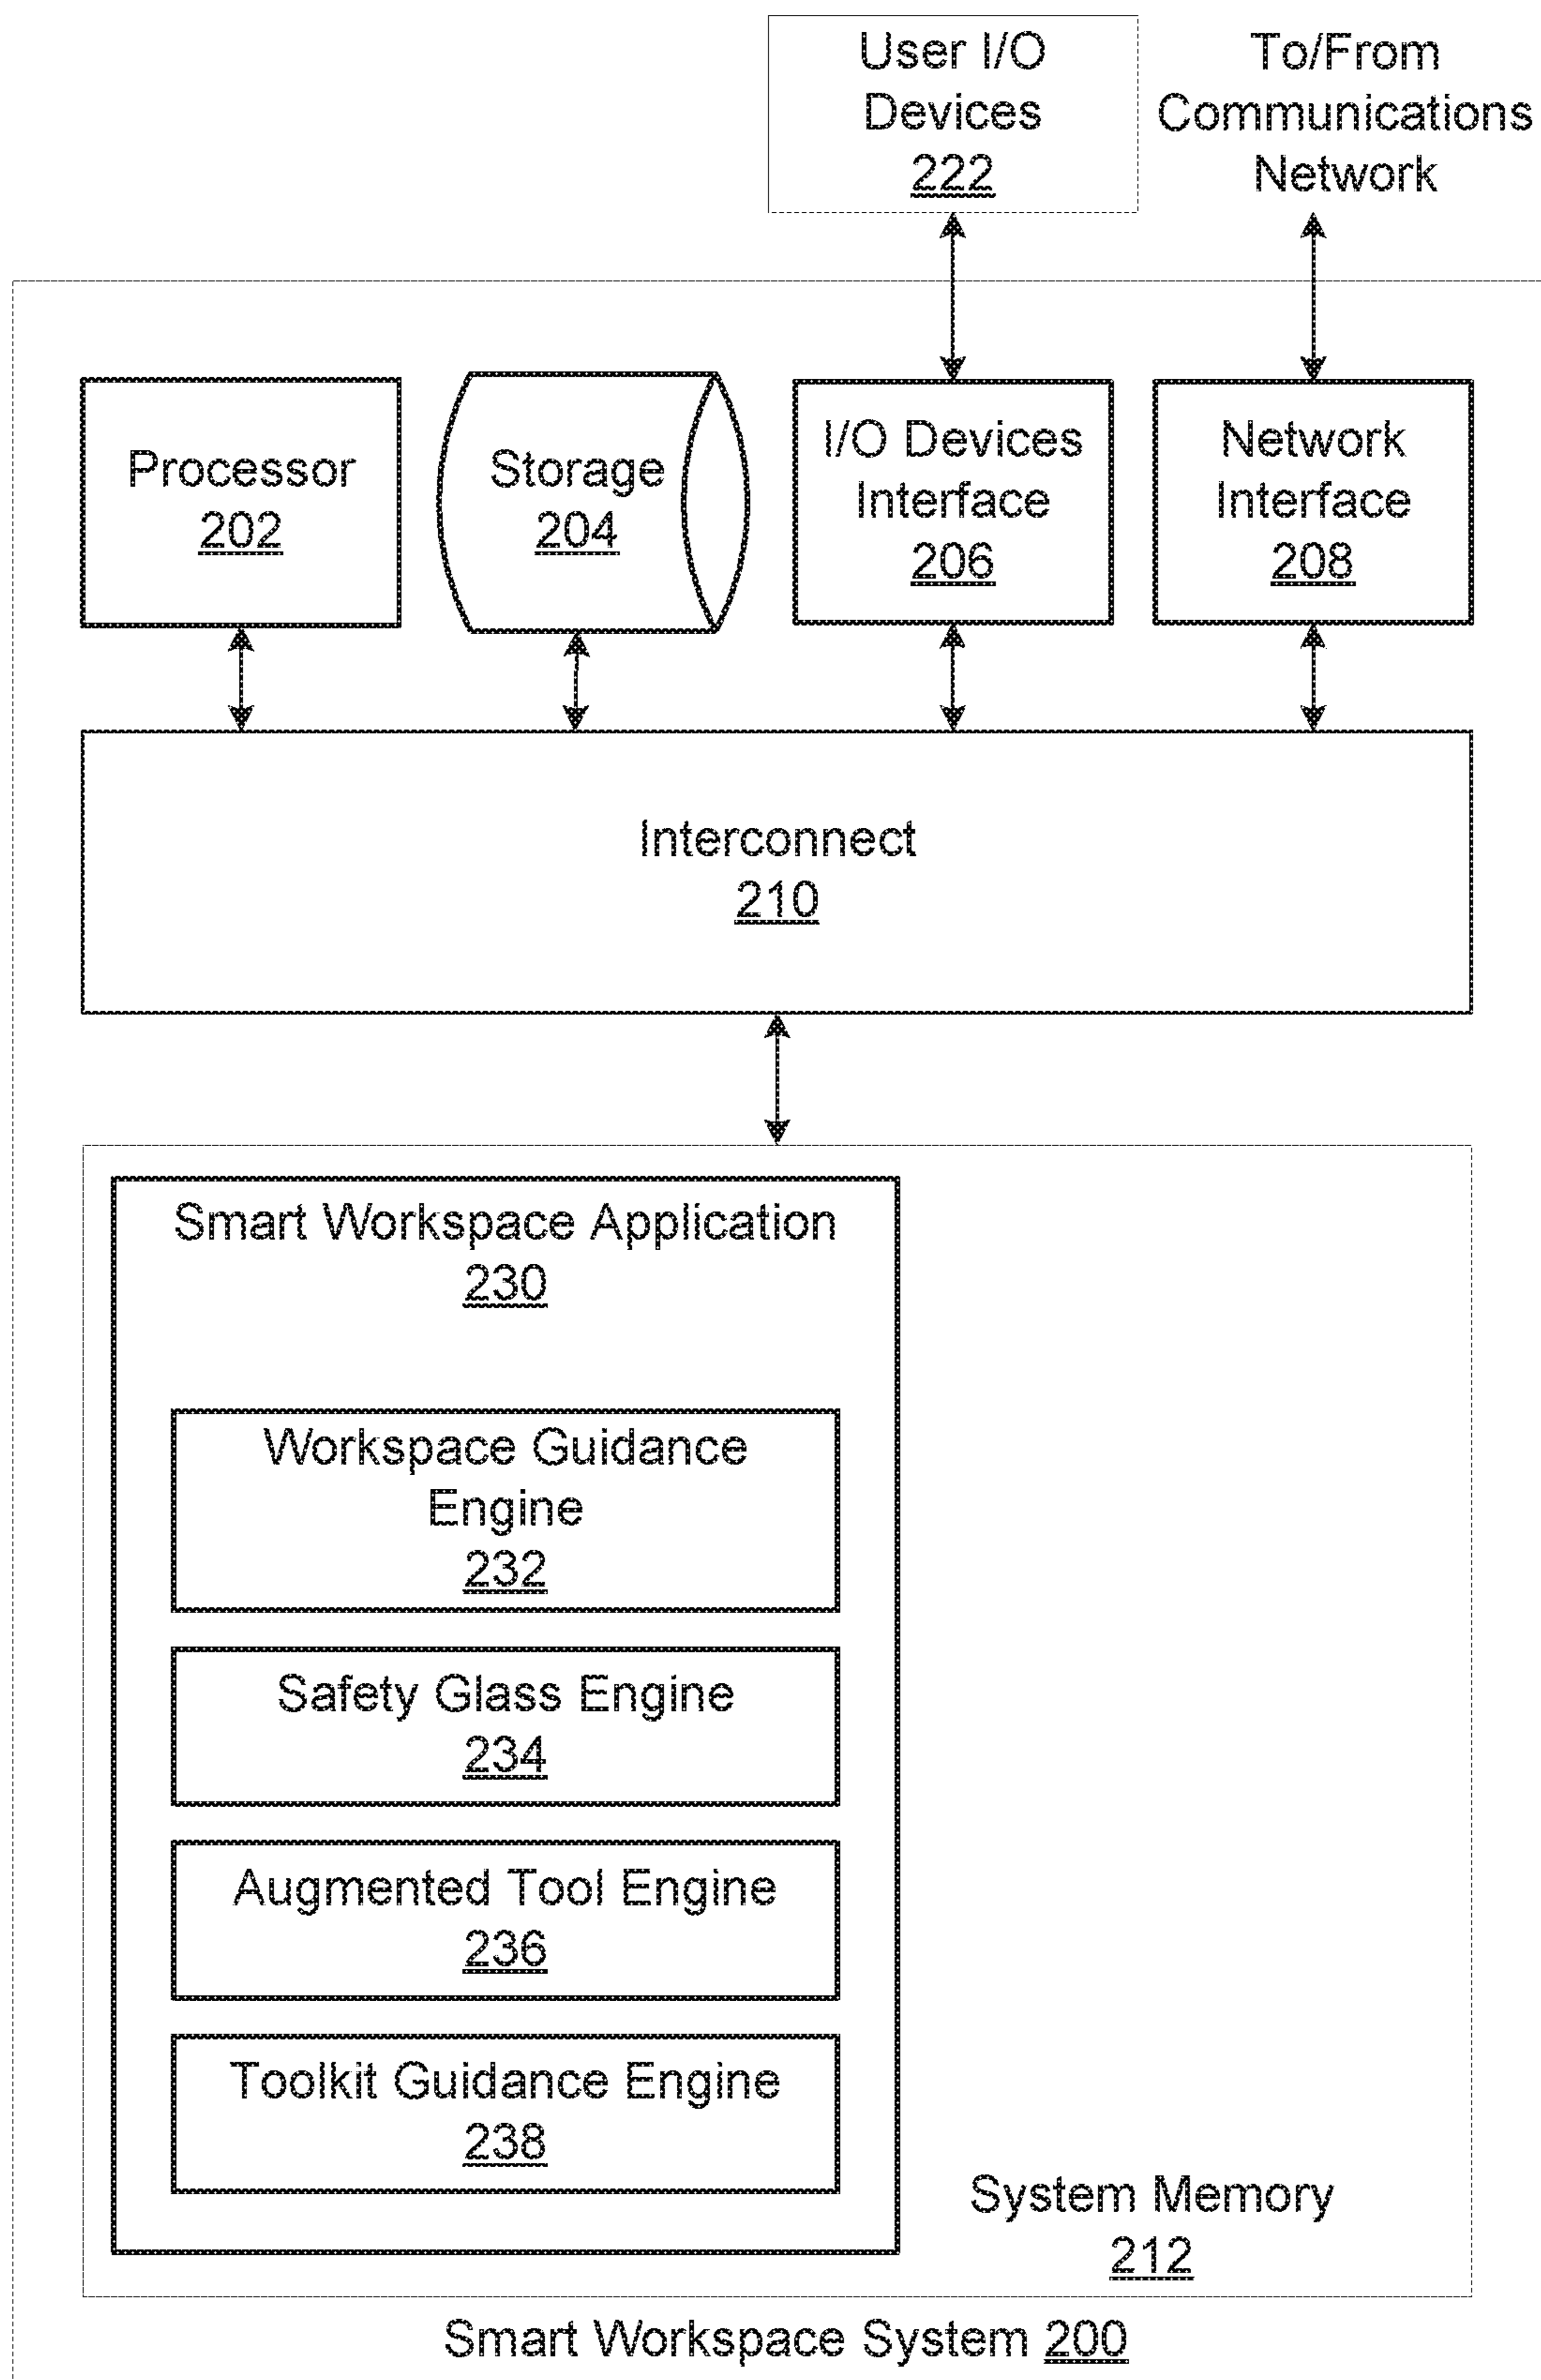 User I/O
Devices
222
To/From
Communications
Network
Processor
202
Storage
204
I/O Devices
Interface
206
Network
Interface
208
Interconnect
210
Smart Workspace Application
230
Workspace Guidance
Engine
232
Safety Glass Engine
234
Augmented Tool Engine
236
Toolkit Guidance Engine
238
System Memory
212
Smart Workspace System 200